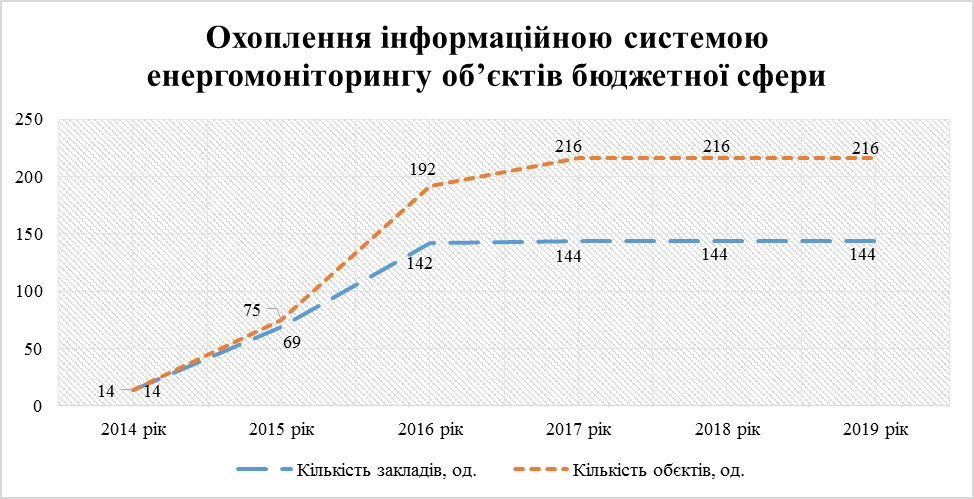 Охоплення інформаційною системою
енергомоніторингу об’єктів бюджетної сфери
250
200
150
100
50
0
216
216
216
192
142
144
144
144
75
69
14
14
2014 рік
2015 рік
2016 рік
2017 рік
2018 рік
2019 рік
Кількість закладів, од.
Кількість обєктів, од.